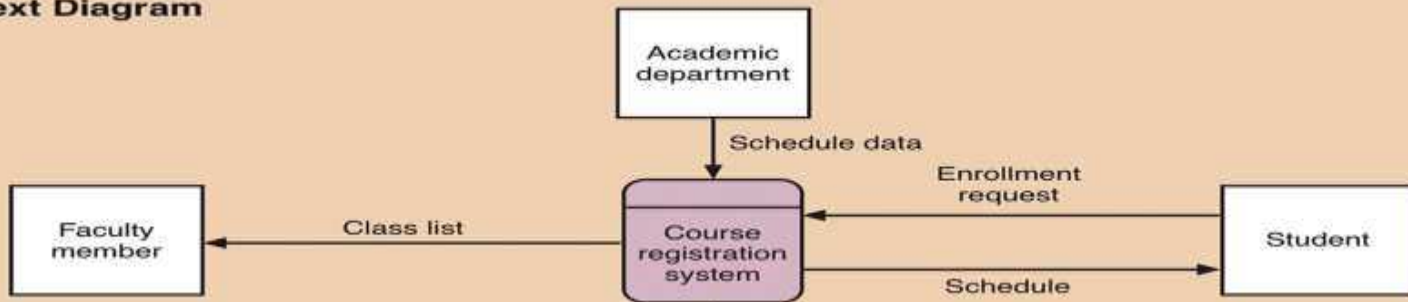 ext Diagram
Academic
department
Schedule data
Enrollment
request
Faculty
member
Class list
Course
registration
system
Student
Schedule